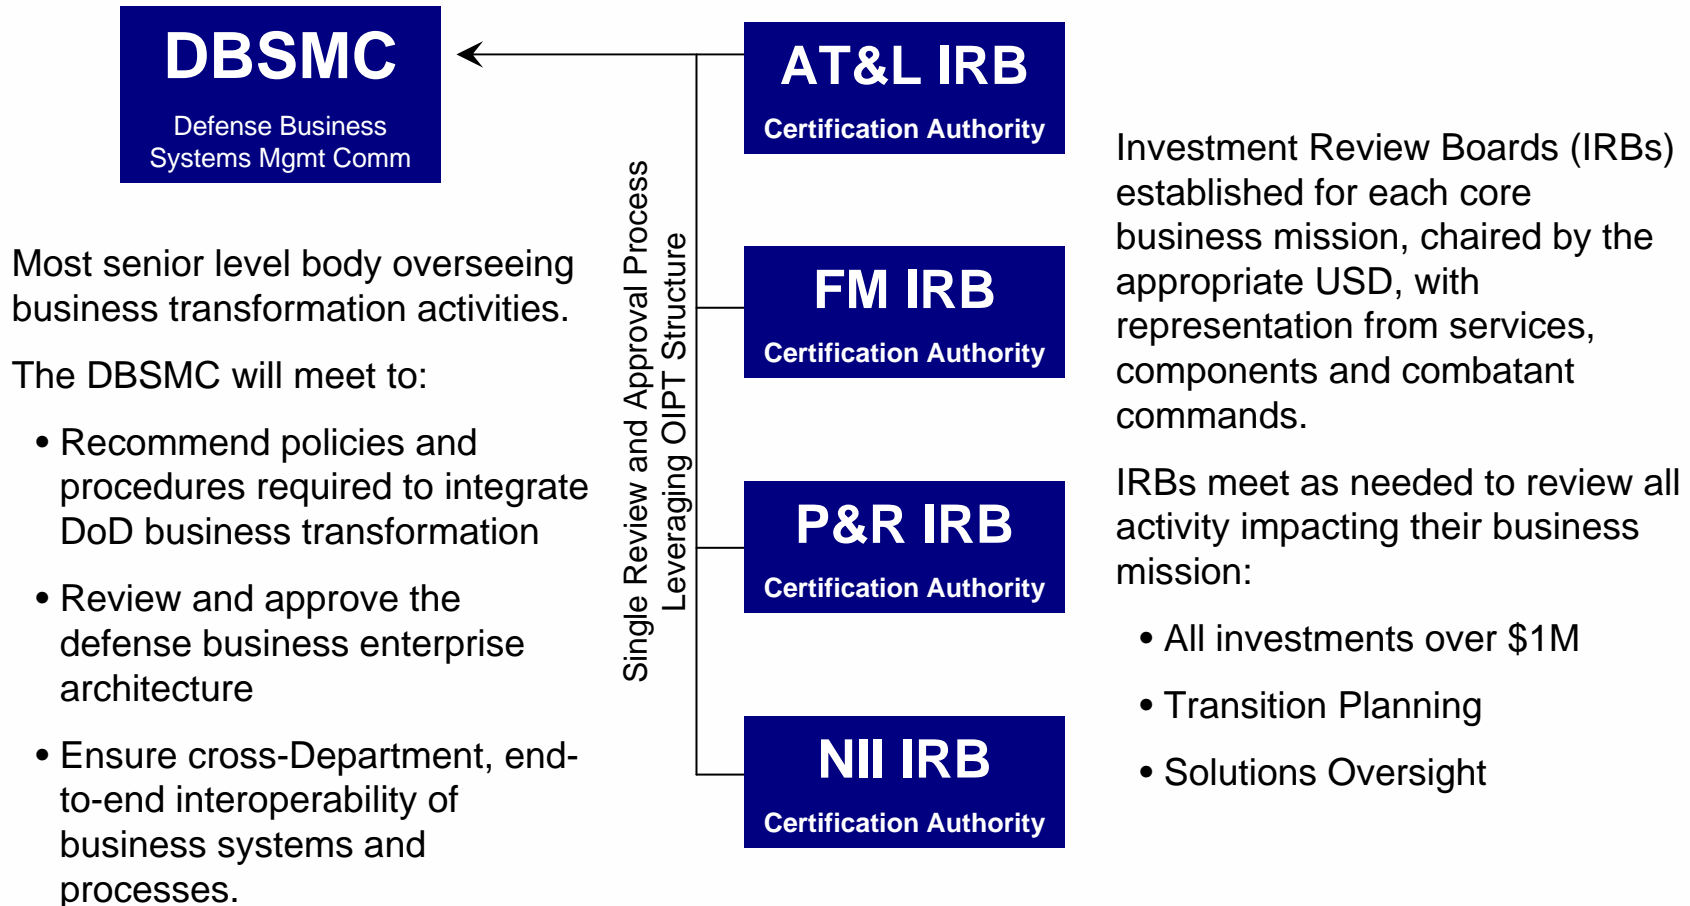 DBSMC
Defense Business
Systems Mgmt Comm
Most senior level body overseeing
business transformation activities.
The DBSMC will meet to:
• Recommend policies and
procedures required to integrate
DoD business transformation
• Review and approve the
defense business enterprise
architecture
• Ensure cross-Department, end-
to-end interoperability of
business systems and
processes.
Single Review and Approval Process
Leveraging OIPT Structure
AT&L IRB
Certification Authority
FM IRB
Certification Authority
P&R IRB
Certification Authority
NII IRB
Certification Authority
Investment Review Boards (IRBs)
established for each core
business mission, chaired by the
appropriate USD, with
representation from services,
components and combatant
commands.
IRBs meet as needed to review all
activity impacting their business
mission:
• All investments over $1M
• Transition Planning
• Solutions Oversight